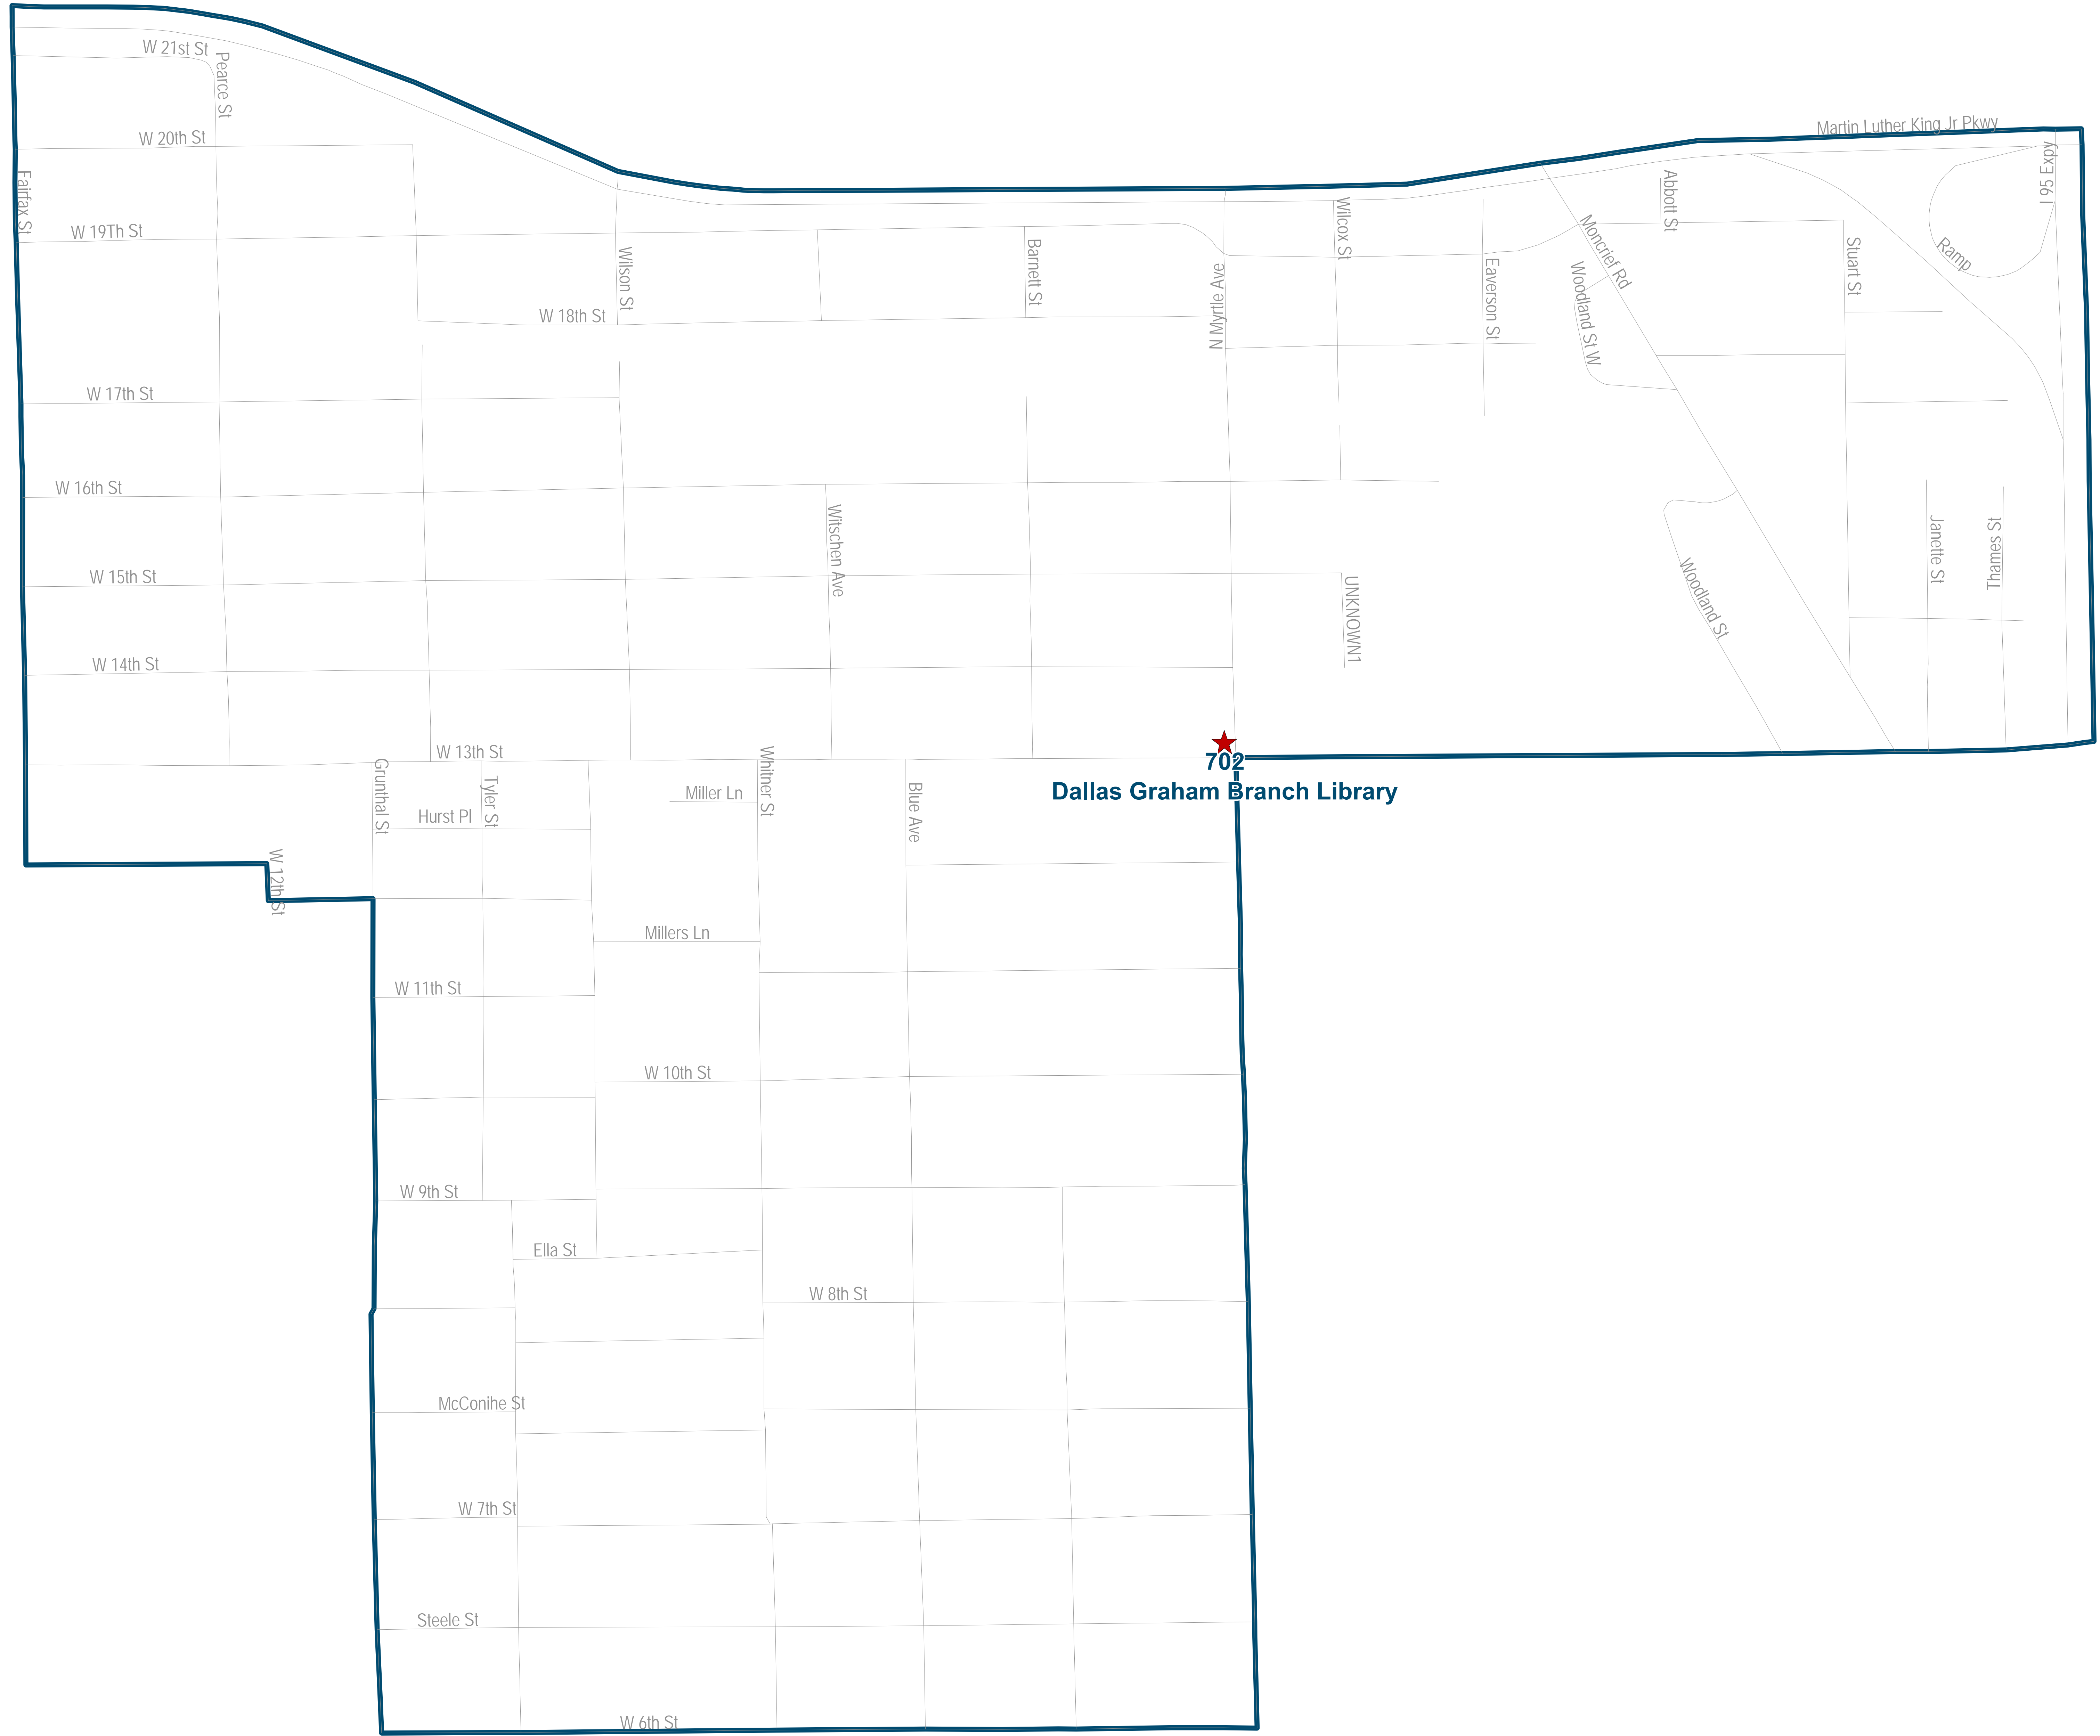 W 21st St
Pearce St
Martin Luther King Jr Pkwy
W 20th St
I 95 Expy
Fairfax St
Abbott St
Wilcox St
W 19Th St
Moncrief Rd
Barnett St
Wilson St
Stuart St
Ramp
N Myrtle Ave
Eaverson St
Woodland St W
W 18th St
W 17th St
W 16th St
Witschen Ave
Janette St
Thames St
W 15th St
UNKNOWN1
Woodland St
W 14th St
W 13th St
702
Dallas Graham Branch Library
Whitner St
Grunthal St
Tyler St
Miller Ln
Blue Ave
Hurst Pl
W 12th St
Millers Ln
W 11th St
W 10th St
W 9th St
Ella St
W 8th St
McConihe St
W 7th St
Steele St
W 6th St